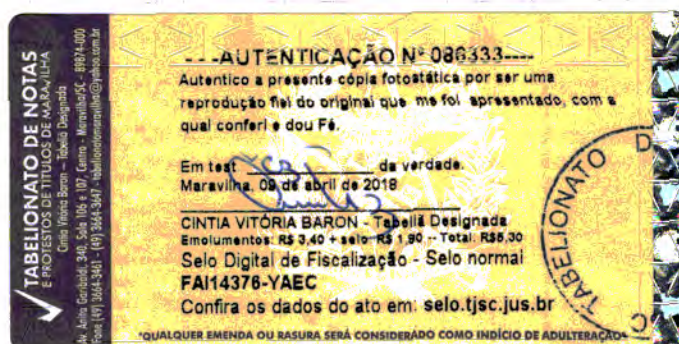 TABELIONATO DE NOTAS
E PROTESTOS DE TÍTULOS DE MARAVILHA
Cintia Vitória Baron - Tabeliã Designada
Av. Anita Garibaldi, 340, Sala 106 e 107, Centro - Maravilha/SC - 89874-000
Fone (49) 3664-3461 - (49) 3664-3647 - tabelionatomaravilha@yahoo.com.br
---AUTENTICAÇÃO Nº 086333----
Autentico a presente cópia fotostática por ser uma
reprodução fiel do original que me foi apresentado, com a
qual conferi e dou Fé.
Em test da verdade.
Maravilha, 09 de abril de 2018
CINTIA VITÓRIA BARON - Tabeliã Designada
Emolumentos: R$ 3,40 + selo R$ 1,90 -- Total: R$5,30
Selo Digital de Fiscalização - Selo normal
FAI14376-YAEC
Confira os dados do ato em: selo.tjsc.jus.br
*QUALQUER EMENDA OU RASURA SERÁ CONSIDERADO COMO INDÍCIO DE ADULTERAÇÃO*
TABELIONATO D